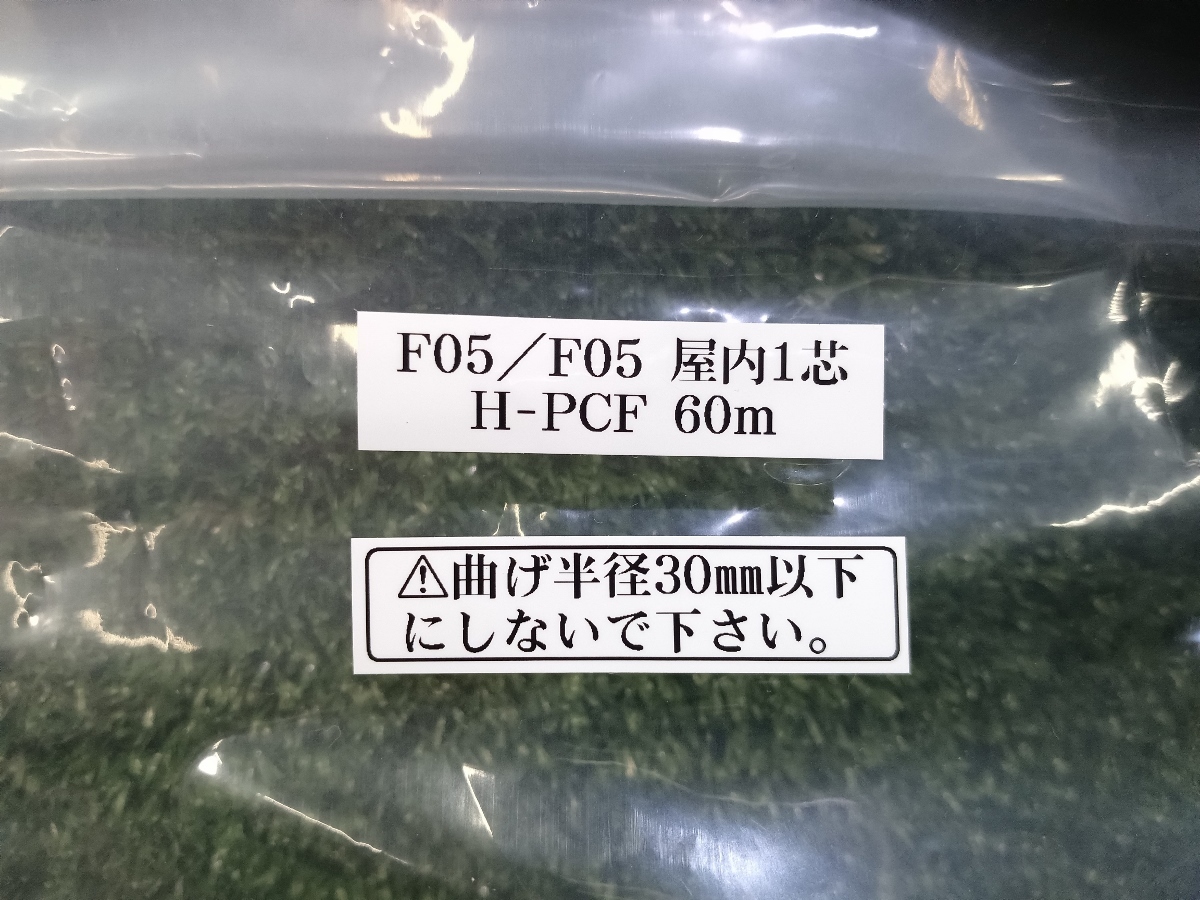 F05／F05 屋内1芯
H-PCF 60m
⚠曲げ半径30㎜以下
にしないで下さい。